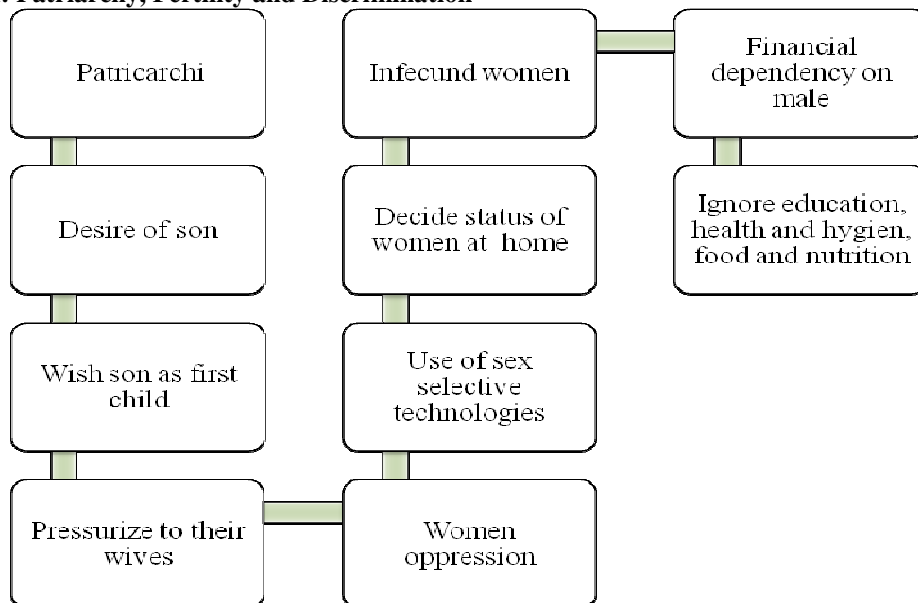 Patriarchy, Fertility and Discrimination
Patricarchi
Desire of son
Wish son as first
child
Pressurize to their
wives
Women
oppression
Use of sex
selective
technologies
Decide status of
women at home
Infecund women
Financial
dependency on
male
Ignore education,
health and hygien,
food and nutrition